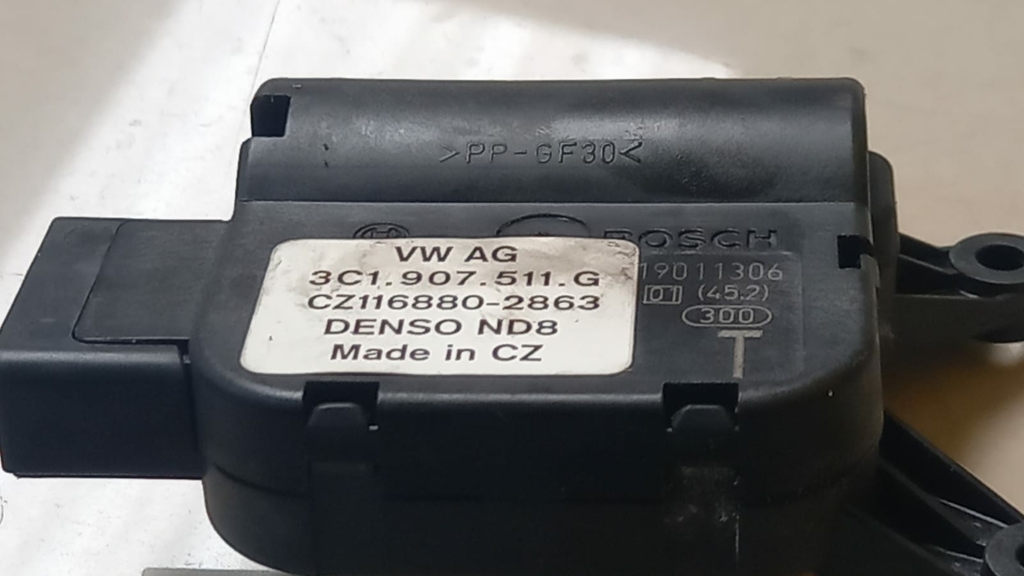 >PP-GF30<
BOSCH
VW AG
3C1.907.511.G
CZ116880-2863
DENSO ND8
Made in CZ
19011306
01 (45.2)
300
T